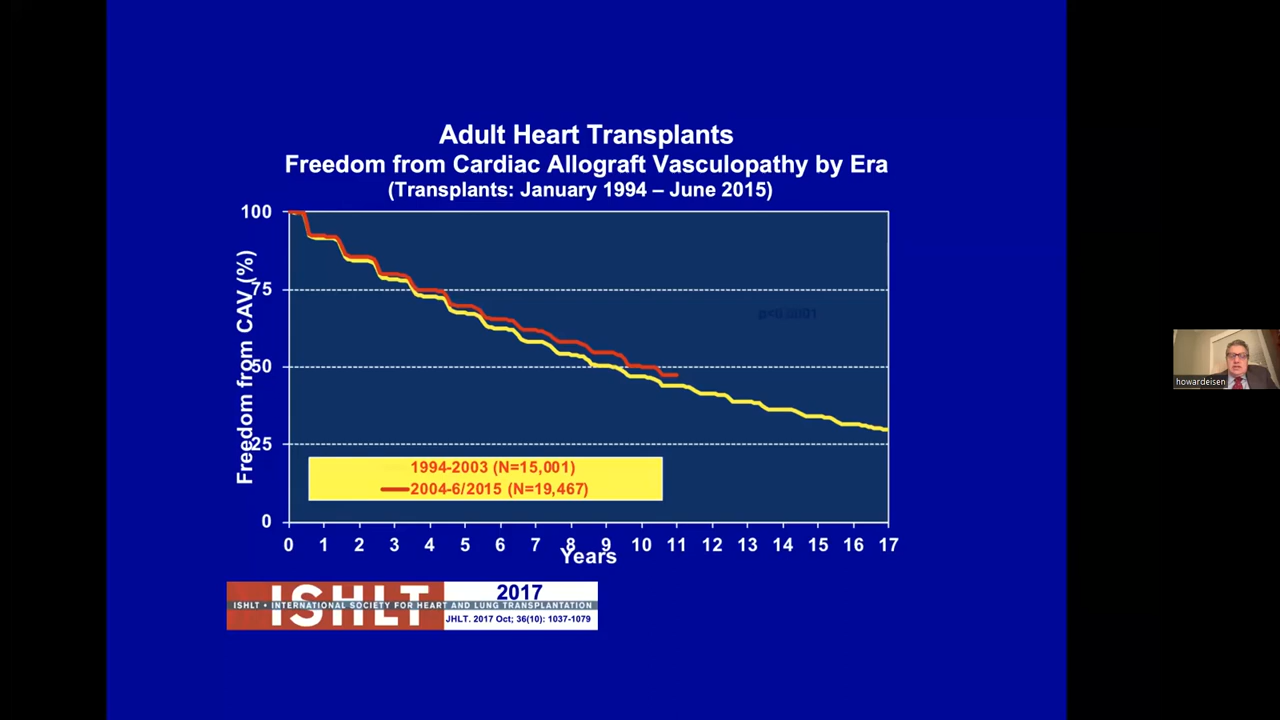 Adult Heart Transplants
Freedom from Cardiac Allograft Vasculopathy by Era
(Transplants: January 1994 – June 2015)
Freedom from CAV (%)
100
75
50
25
0
p<0.0001
1994-2003 (N=15,001)
2004-6/2015 (N=19,467)
0 1 2 3 4 5 6 7 8 9 10 11 12 13 14 15 16 17
Years
ISHLT
2017
ISHLT • INTERNATIONAL SOCIETY FOR HEART AND LUNG TRANSPLANTATION
JHLT. 2017 Oct; 36(10): 1037-1079
howardeisen